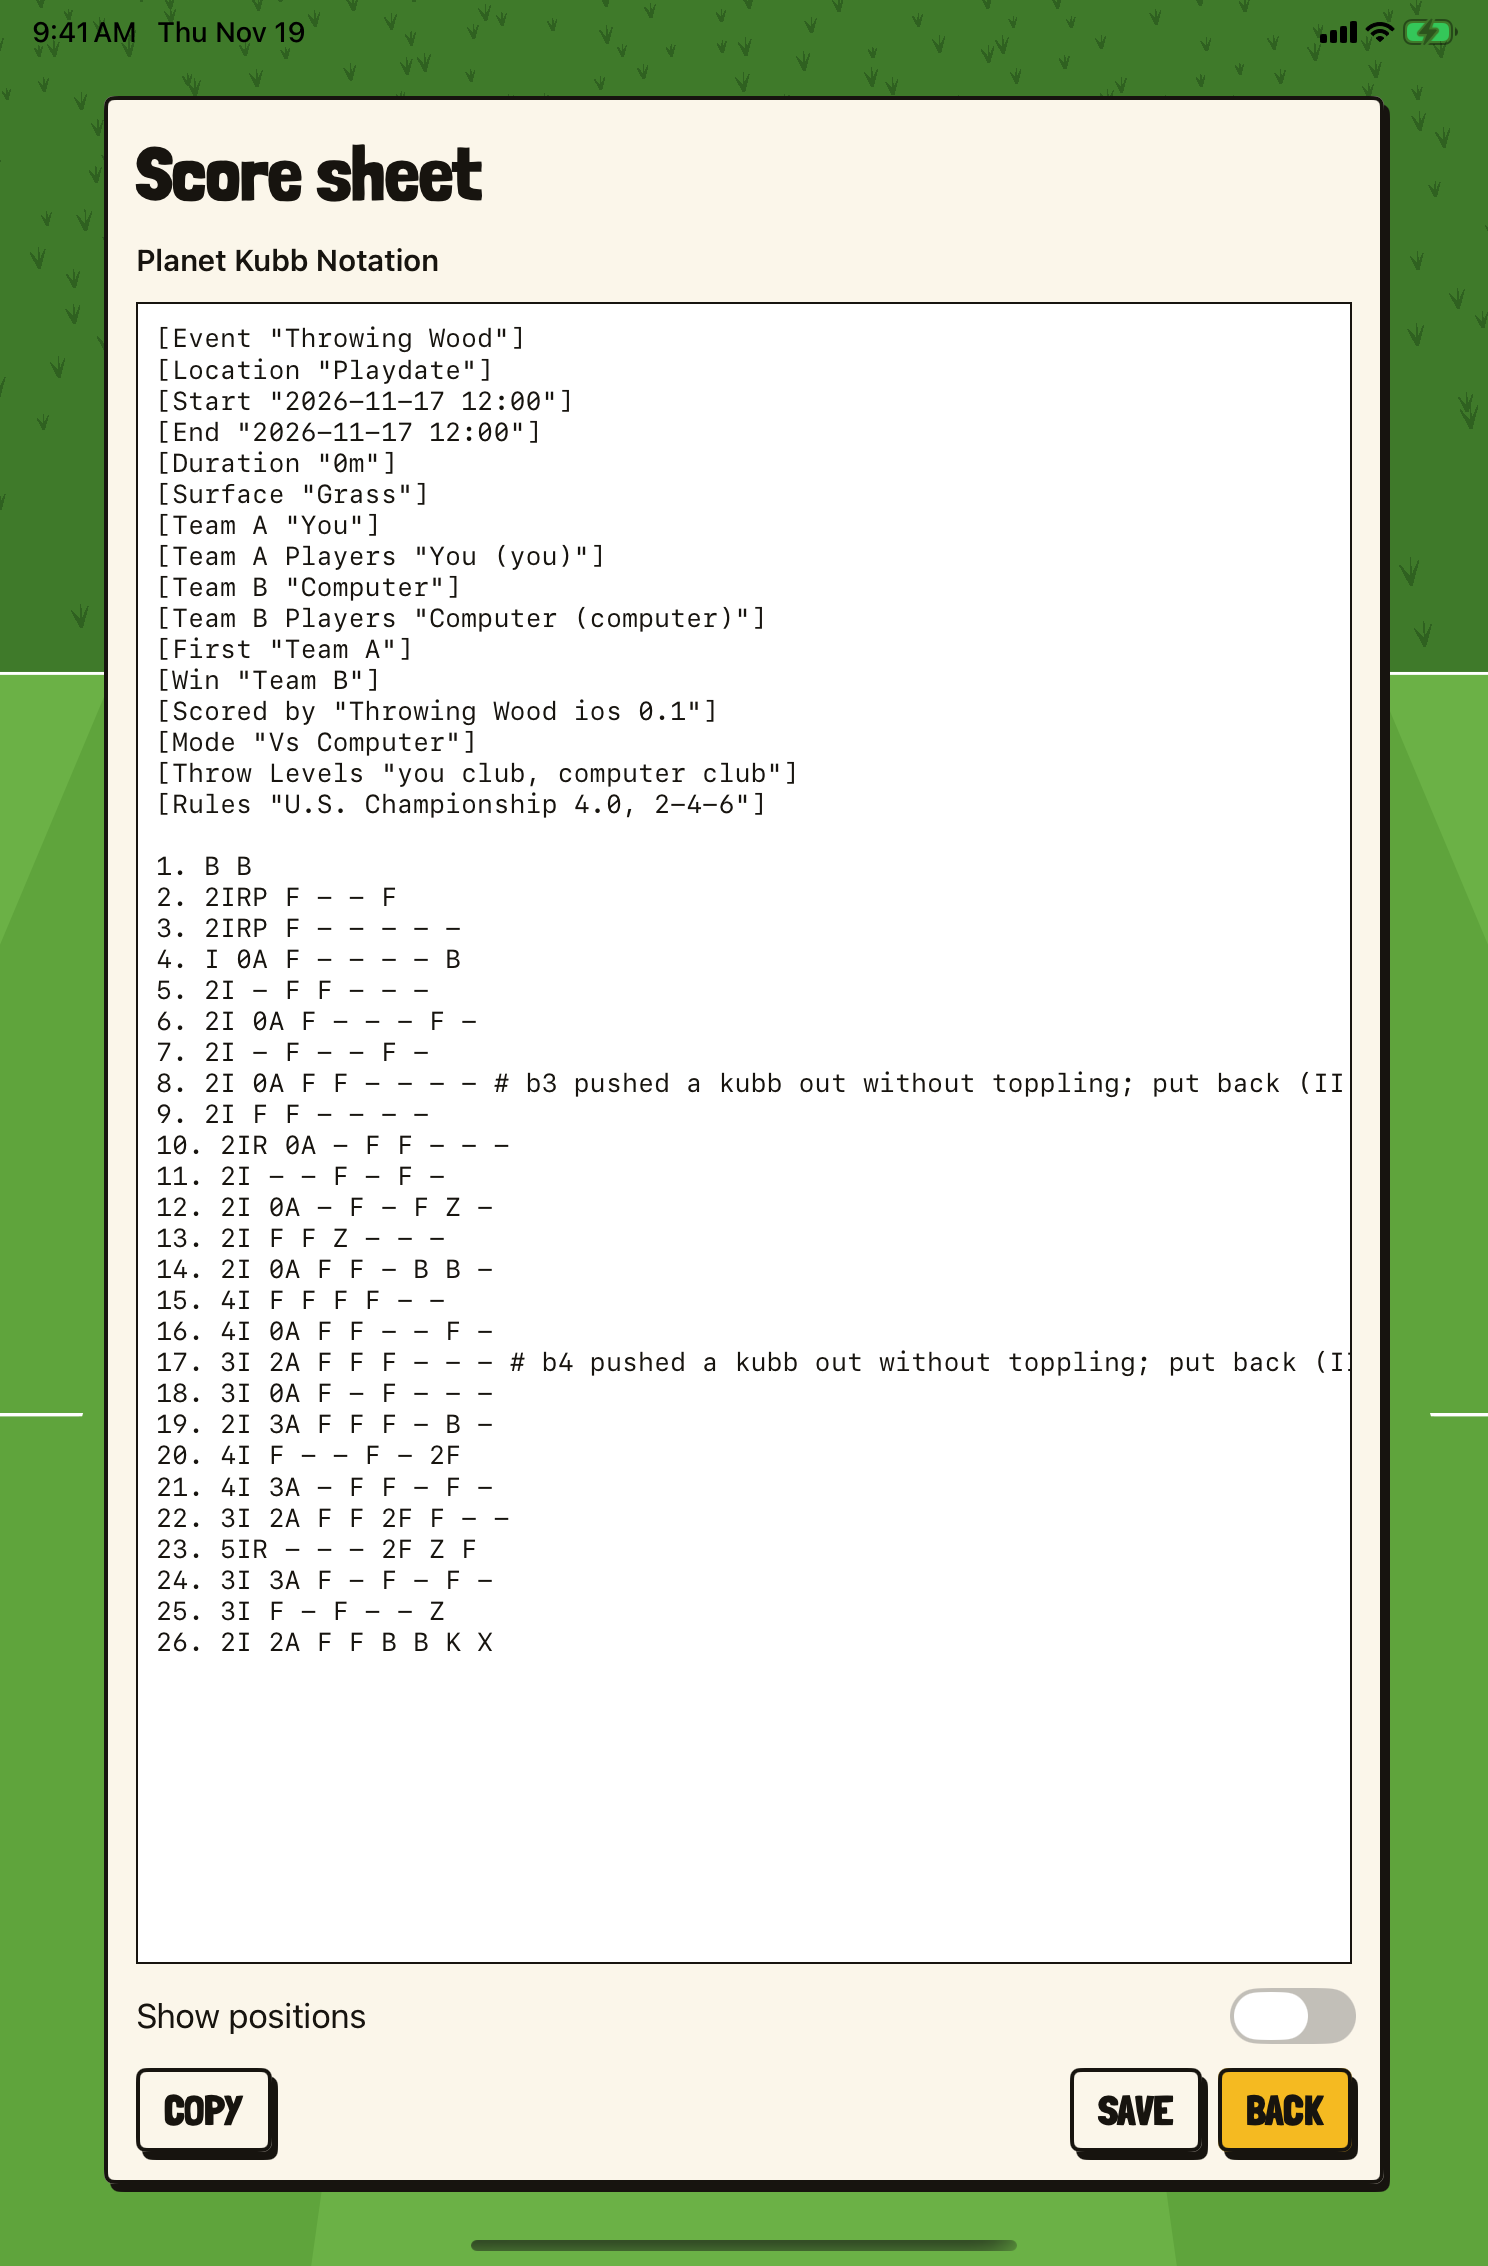 9:41 AM Thu Nov 19
Score sheet
Planet Kubb Notation
[Event "Throwing Wood"]
[Location "Playdate"]
[Start "2026-11-17 12:00"]
[End "2026-11-17 12:00"]
[Duration "0m"]
[Surface "Grass"]
[Team A "You"]
[Team A Players "You (you)"]
[Team B "Computer"]
[Team B Players "Computer (computer)"]
[First "Team A"]
[Win "Team B"]
[Scored by "Throwing Wood ios 0.1"]
[Mode "Vs Computer"]
[Throw Levels "you club, computer club"]
[Rules "U.S. Championship 4.0, 2-4-6"]
1. B B
2. 2IRP F - - F
3. 2IRP F - - - - -
4. I 0A F - - - - B
5. 2I - F F - - -
6. 2I 0A F - - - F -
7. 2I - F - - F -
8. 2I 0A F F - - - - # b3 pushed a kubb out without toppling; put back (II
9. 2I F F - - - -
10. 2IR 0A - F F - - -
11. 2I - - F - F -
12. 2I 0A - F - F Z -
13. 2I F F Z - - -
14. 2I 0A F F - B B -
15. 4I F F F F - -
16. 4I 0A F F - - F -
17. 3I 2A F F F - - - # b4 pushed a kubb out without toppling; put back (II
18. 3I 0A F - F - - -
19. 2I 3A F F F - B -
20. 4I F - - F - 2F
21. 4I 3A - F F - F -
22. 3I 2A F F 2F F - -
23. 5IR - - - 2F Z F
24. 3I 3A F - F - F -
25. 3I F - F - - Z
26. 2I 2A F F B B K X
Show positions
COPY
SAVE
BACK